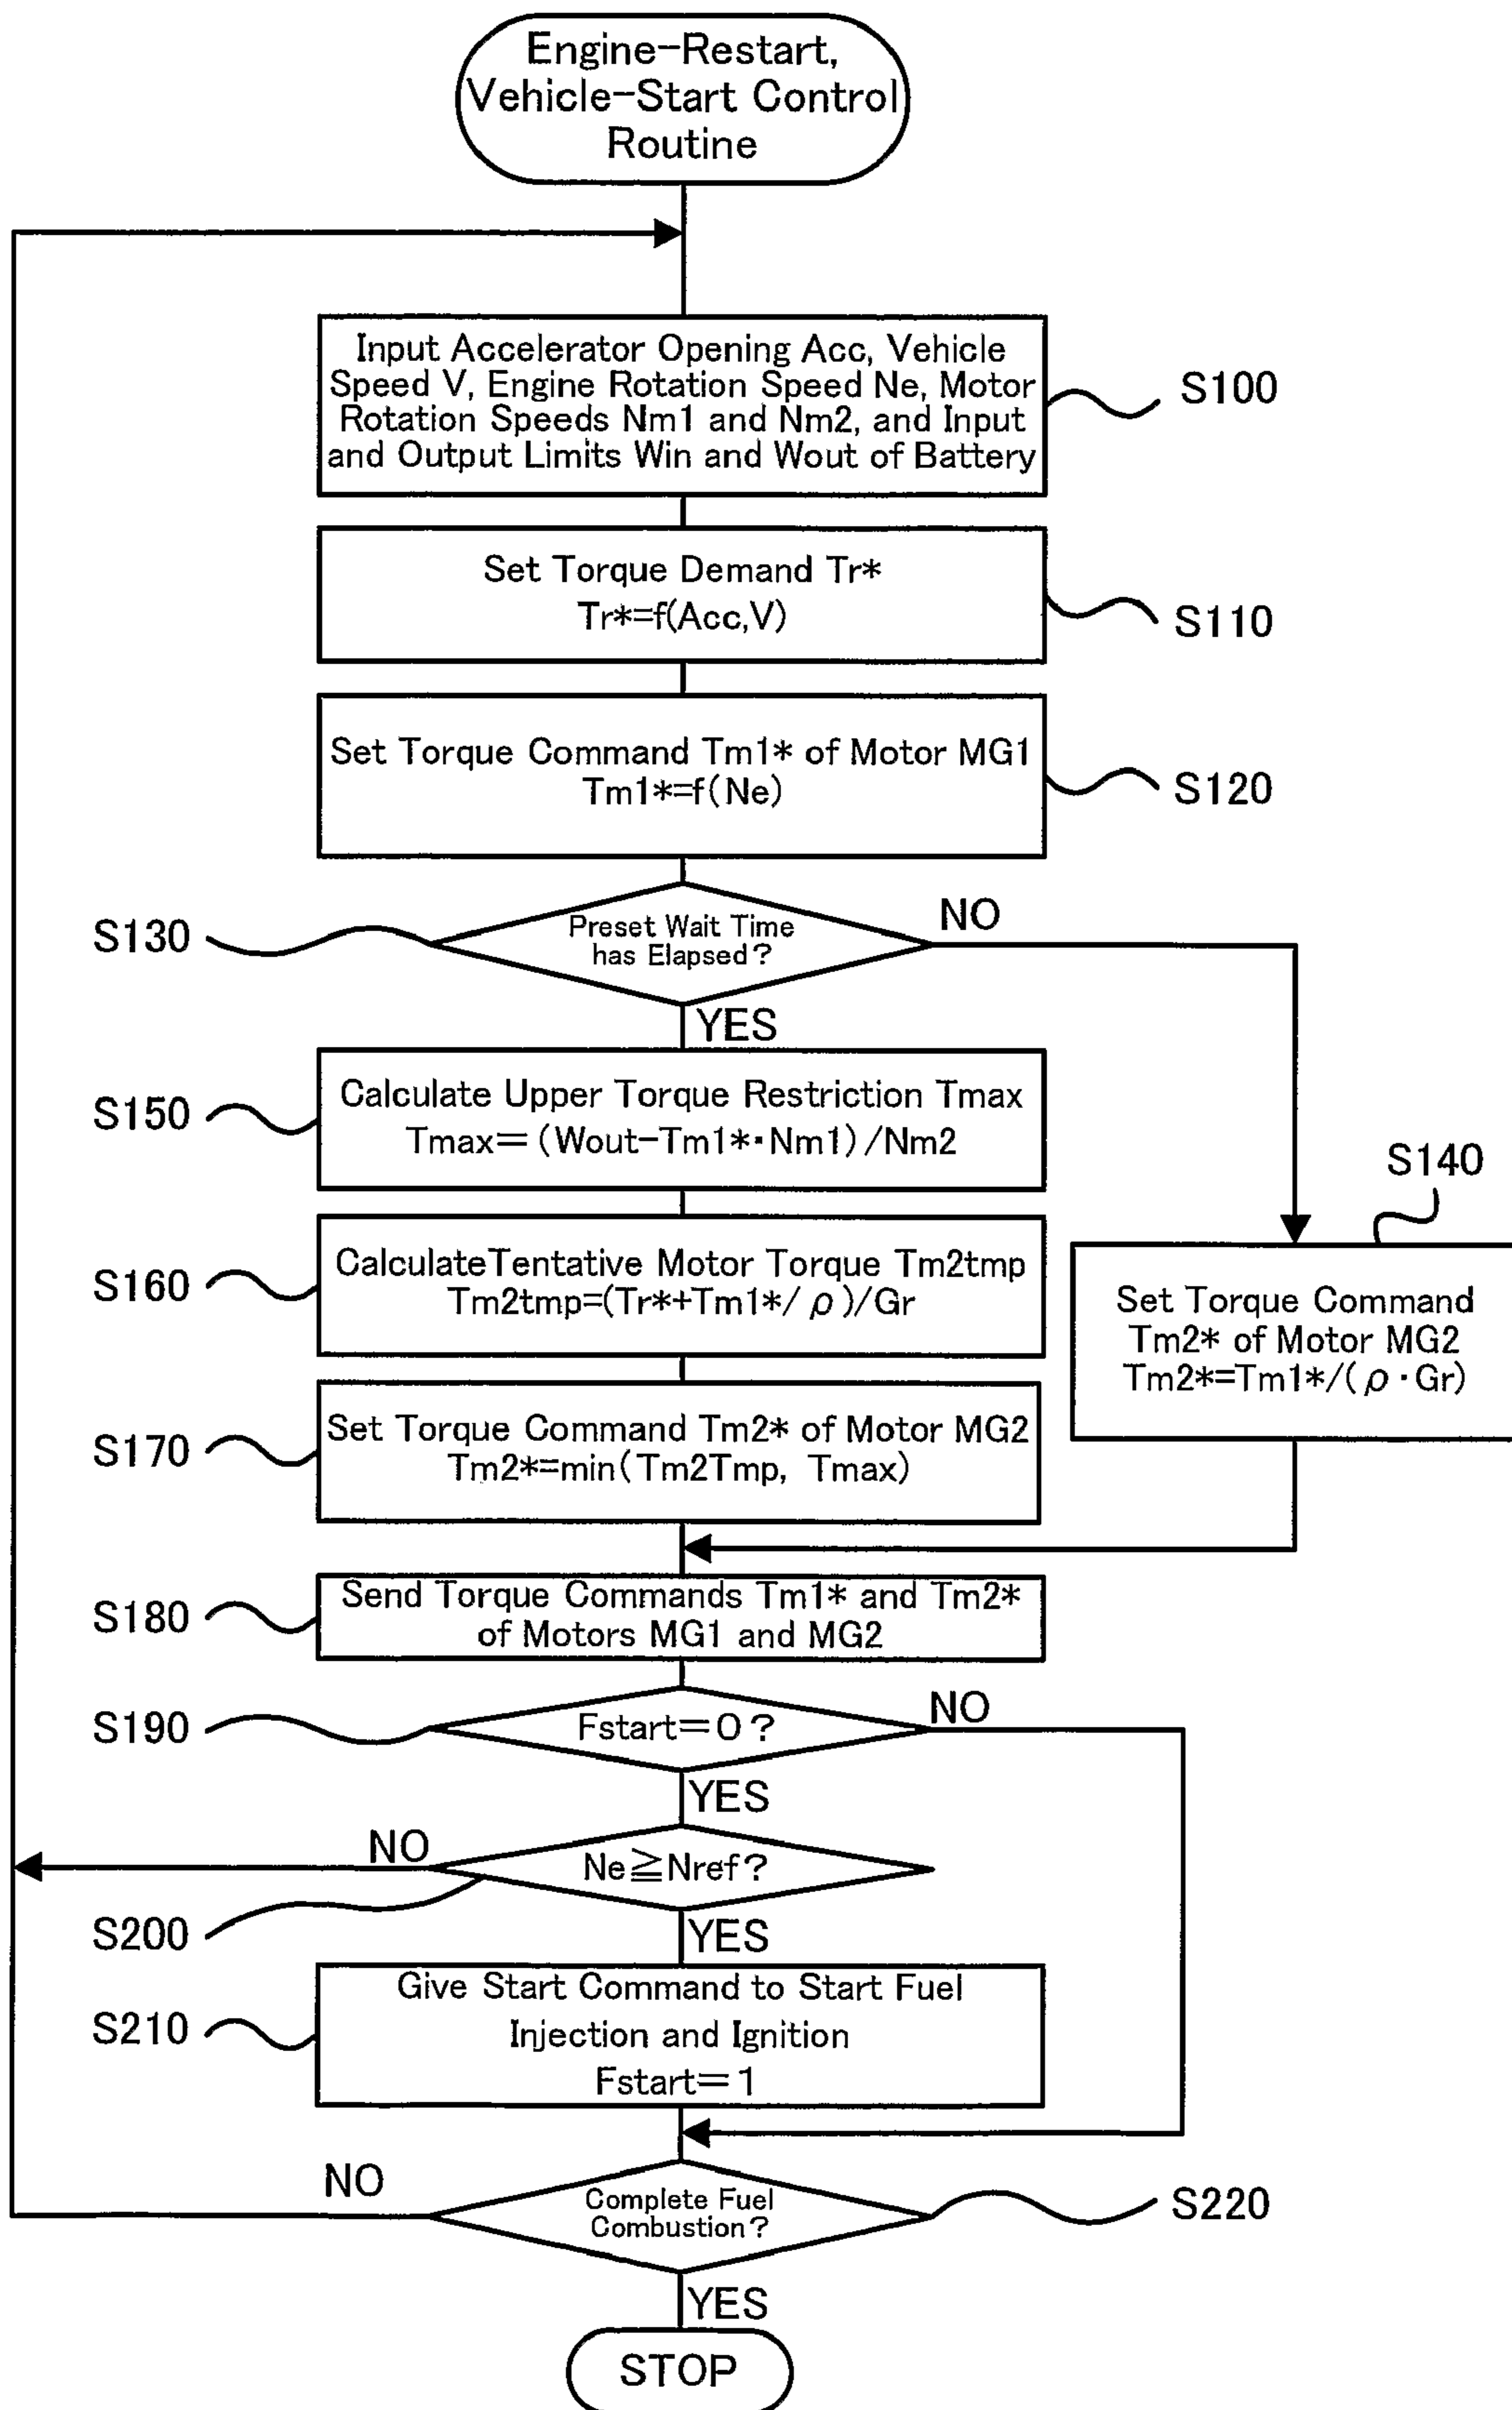 Engine-Restart,
Vehicle-Start Control
Routine
Input Accelerator Opening Acc, Vehicle
Speed V, Engine Rotation Speed Ne, Motor
Rotation Speeds Nm1 and Nm2, and Input
and Output Limits Win and Wout of Battery
S100
Set Torque Demand Tr*
Tr*=f(Acc,V)
S110
Set Torque Command Tm1* of Motor MG1
Tm1*=f(Ne)
S120
S130
Preset Wait Time
has Elapsed?
NO
YES
S150
Calculate Upper Torque Restriction Tmax
Tmax=(Wout-Tm1*·Nm1)/Nm2
S140
S160
CalculateTentative Motor Torque Tm2tmp
Tm2tmp=(Tr*+Tm1*/ρ)/Gr
Set Torque Command
Tm2* of Motor MG2
Tm2*=Tm1*/(ρ·Gr)
S170
Set Torque Command Tm2* of Motor MG2
Tm2*=min(Tm2Tmp, Tmax)
S180
Send Torque Commands Tm1* and Tm2*
of Motors MG1 and MG2
S190
Fstart=0?
NO
YES
NO
Ne≧Nref?
S200
YES
S210
Give Start Command to Start Fuel
Injection and Ignition
Fstart=1
NO
Complete Fuel
Combustion?
S220
YES
STOP